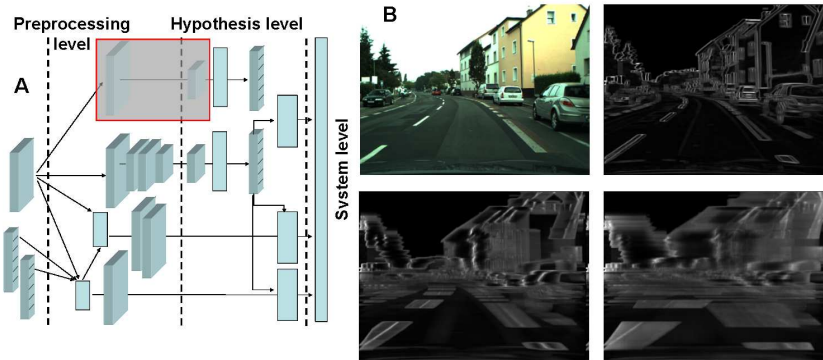 Preprocessing
level
Hypothesis level
A
System level
B